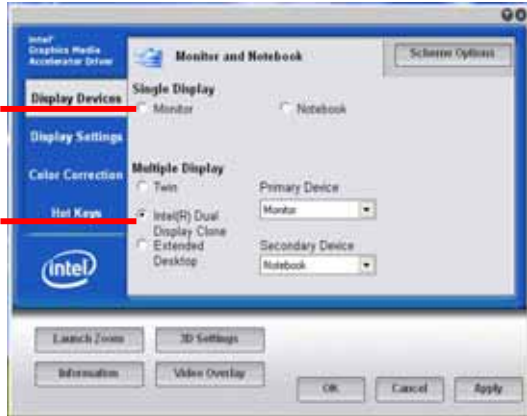 intel®
Graphics Media
Accelerator Driver
Monitor and Notebook
Scheme Options
Display Devices
Single Display
Monitor
Notebook
Display Settings
Color Correction
Multiple Display
Twin
Primary Device
Hot Keys
Intel(R) Dual
Display Clone
Monitor
Extended
Desktop
Secondary Device
Notebook
intel
Launch Zoom
3D Settings
Information
Video Overlay
OK
Cancel
Apply